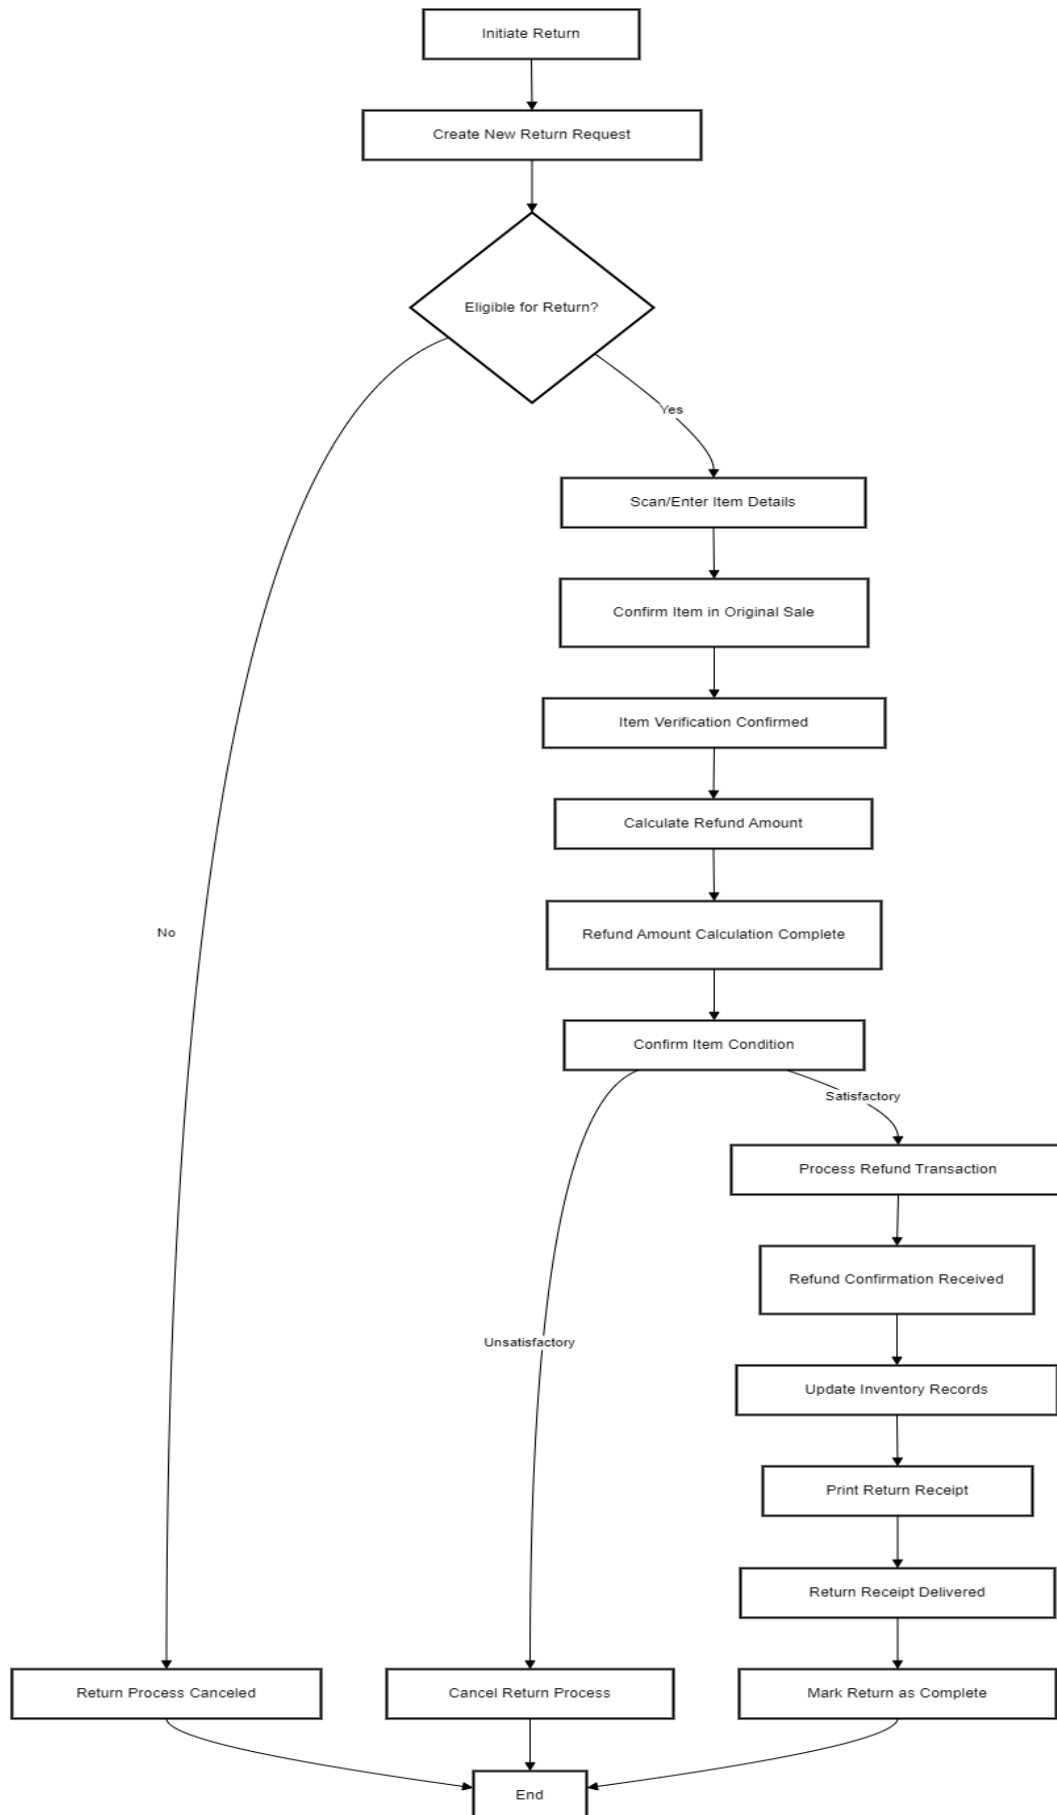 Initiate Return
Create New Return Request
Eligible for Return?
Yes
Scan/Enter Item Details
Confirm Item in Original Sale
Item Verification Confirmed
Calculate Refund Amount
No
Refund Amount Calculation Complete
Confirm Item Condition
Satisfactory
Process Refund Transaction
Refund Confirmation Received
Unsatisfactory
Update Inventory Records
Print Return Receipt
Return Receipt Delivered
Return Process Canceled
Cancel Return Process
Mark Return as Complete
End